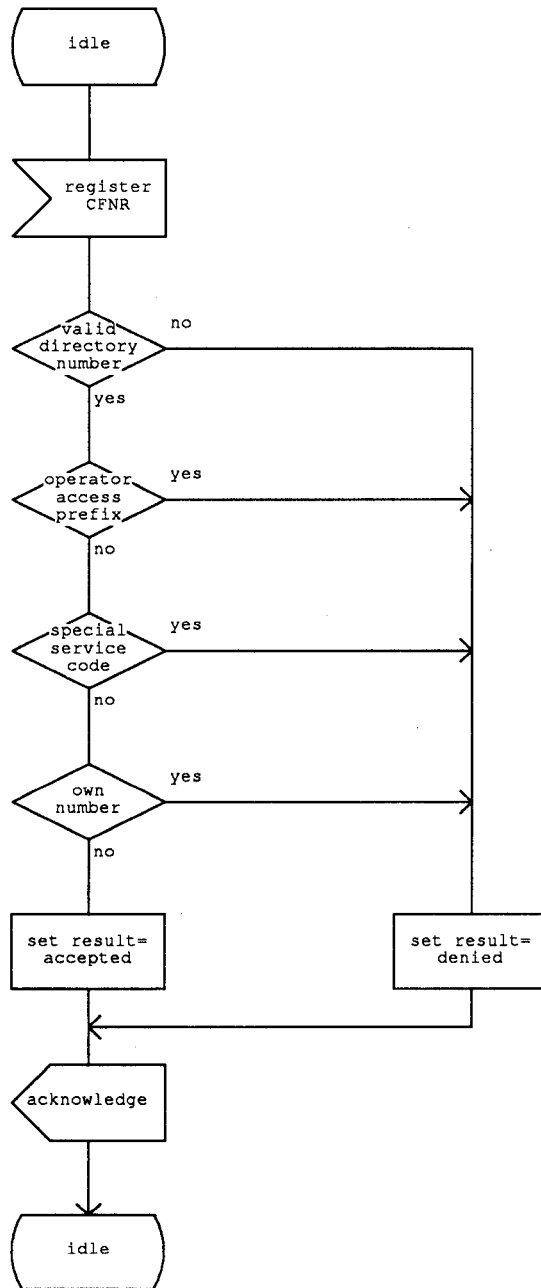 idle
register
CFNR
valid
directory
number
no
yes
operator
access
prefix
yes
no
special
service
code
yes
no
own
number
yes
no
set result=
accepted
set result=
denied
acknowledge
idle